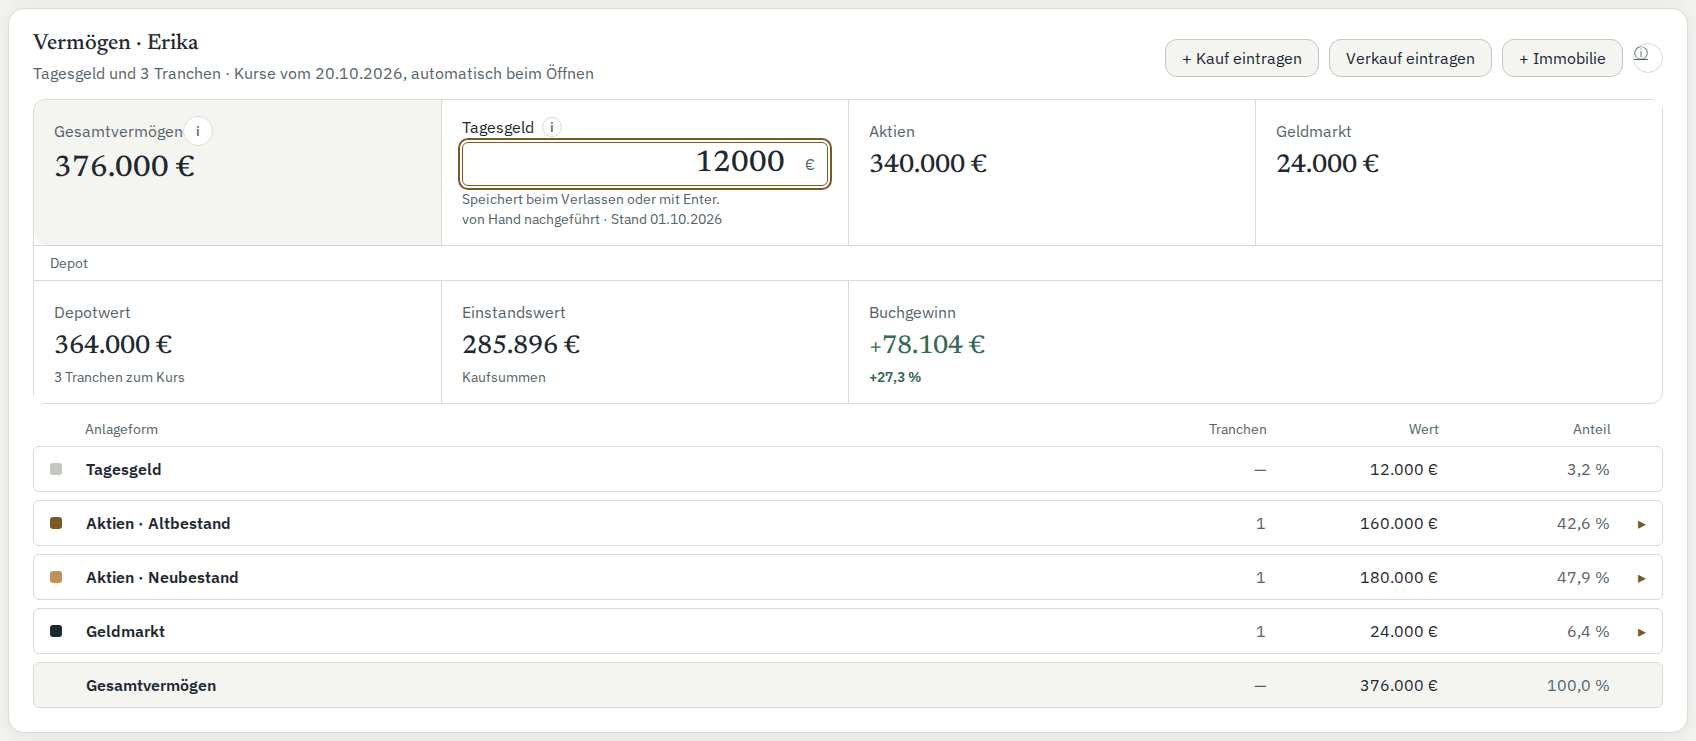 Vermögen · Erika
Tagesgeld und 3 Tranchen · Kurse vom 20.10.2026, automatisch beim Öffnen
+ Kauf eintragen
Verkauf eintragen
+ Immobilie
ⓘ
Gesamtvermögen i
376.000 €
Tagesgeld i
12000 €
Speichert beim Verlassen oder mit Enter.
von Hand nachgeführt · Stand 01.10.2026
Aktien
340.000 €
Geldmarkt
24.000 €
Depot
Depotwert
364.000 €
3 Tranchen zum Kurs
Einstandswert
285.896 €
Kaufsummen
Buchgewinn
+78.104 €
+27,3 %
Anlageform Tranchen Wert Anteil
Tagesgeld — 12.000 € 3,2 %
Aktien · Altbestand 1 160.000 € 42,6 % ▸
Aktien · Neubestand 1 180.000 € 47,9 % ▸
Geldmarkt 1 24.000 € 6,4 % ▸
Gesamtvermögen — 376.000 € 100,0 %